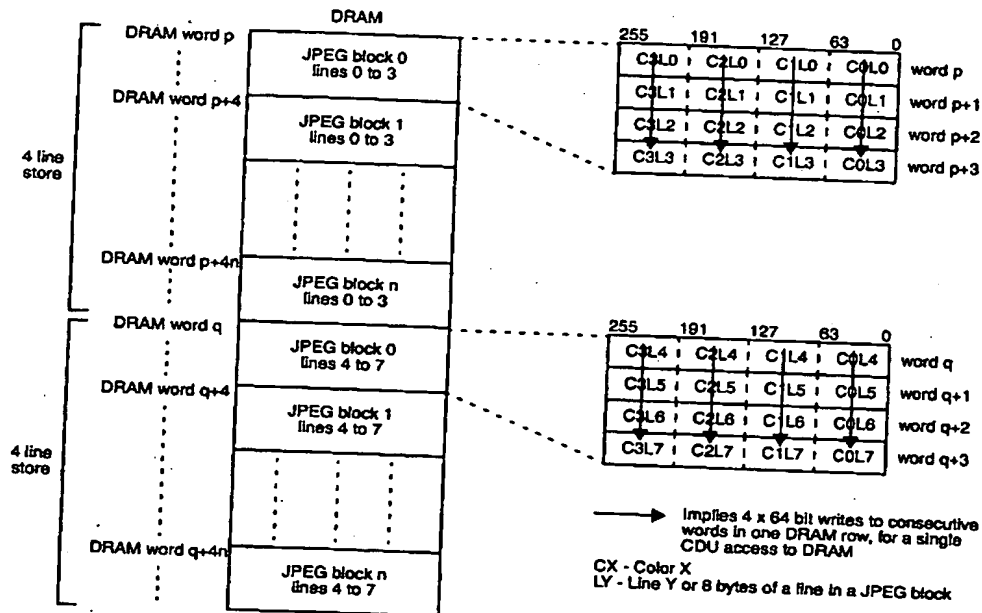 DRAM
DRAM word p
JPEG block 0
lines 0 to 3
DRAM word p+4
JPEG block 1
lines 0 to 3
4 line
store
DRAM word p+4n
JPEG block n
lines 0 to 3
DRAM word q
JPEG block 0
lines 4 to 7
DRAM word q+4
JPEG block 1
lines 4 to 7
4 line
store
DRAM word q+4n
JPEG block n
lines 4 to 7
255 191 127 63 0
C3L0 C2L0 C1L0 C0L0 word p
C3L1 C2L1 C1L1 C0L1 word p+1
C3L2 C2L2 C1L2 C0L2 word p+2
C3L3 C2L3 C1L3 C0L3 word p+3
255 191 127 63 0
C3L4 C2L4 C1L4 C0L4 word q
C3L5 C2L5 C1L5 C0L5 word q+1
C3L6 C2L6 C1L6 C0L6 word q+2
C3L7 C2L7 C1L7 C0L7 word q+3
Implies 4 x 64 bit writes to consecutive
words in one DRAM row, for a single
CDU access to DRAM
CX - Color X
LY - Line Y or 8 bytes of a line in a JPEG block